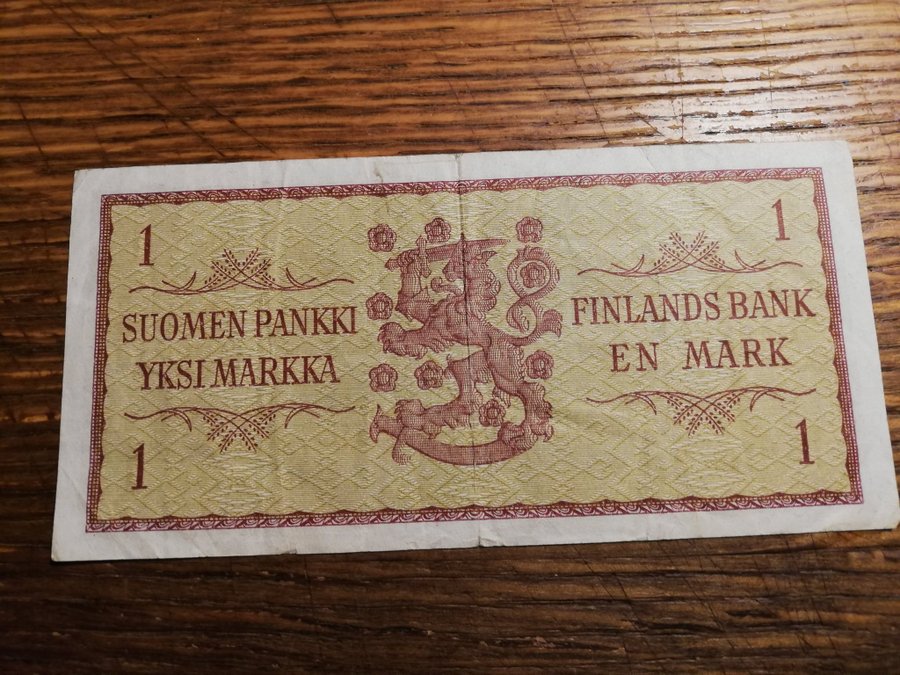 1
1
SUOMEN PANKKI
YKSI MARKKA
FINLANDS BANK
EN MARK
1
1